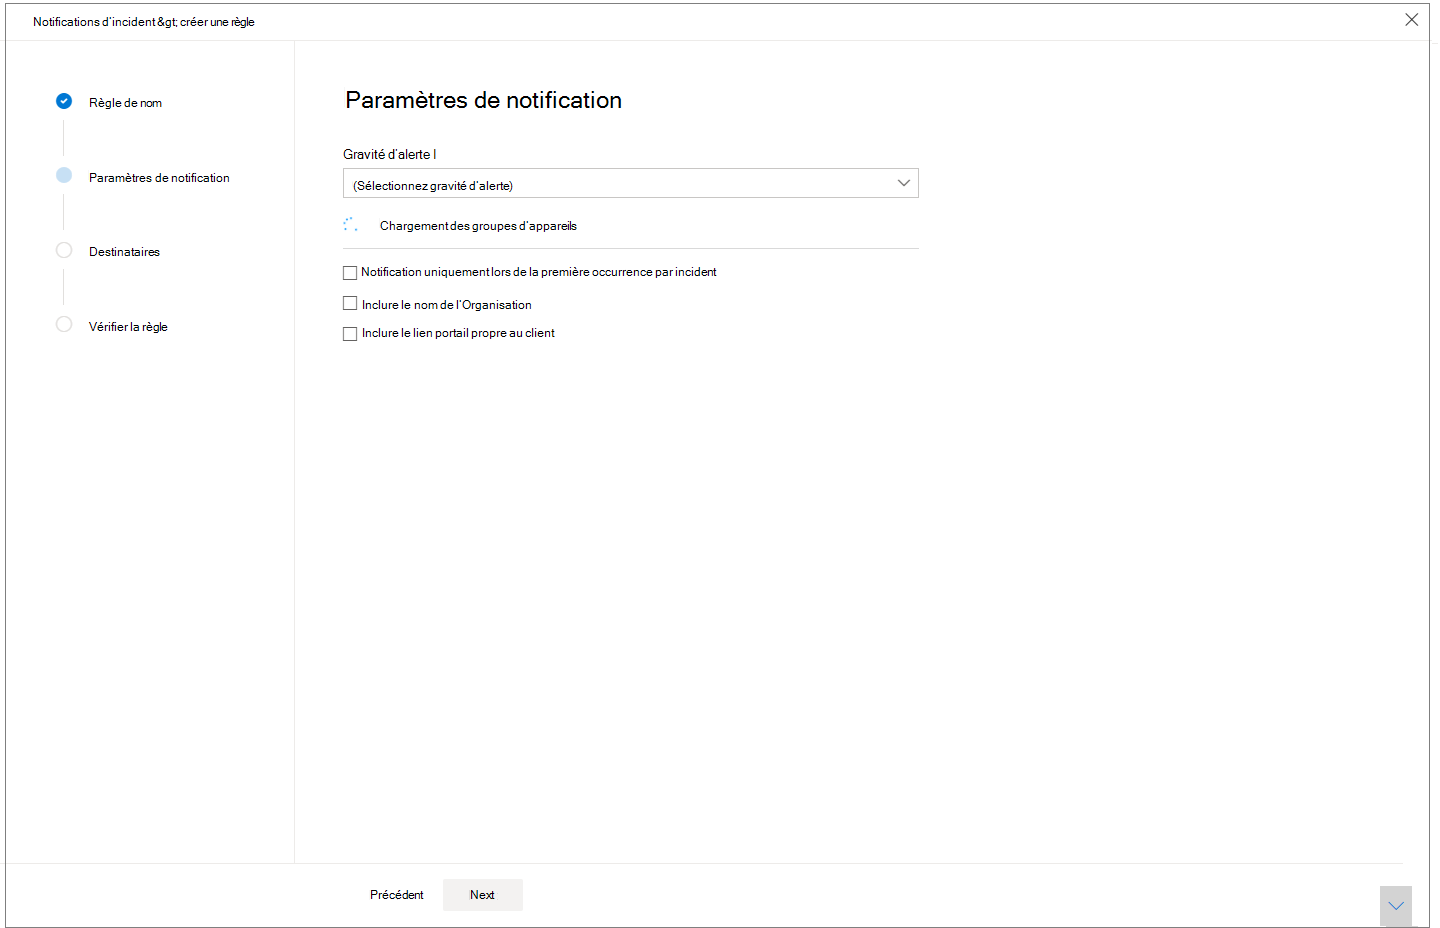 Notifications d'incident &gt; créer une règle
Règle de nom
Paramètres de notification
Destinataires
Vérifier la règle
Paramètres de notification
Gravité d'alerte I
(Sélectionnez gravité d'alerte)
Chargement des groupes d'appareils
Notification uniquement lors de la première occurrence par incident
Inclure le nom de l'Organisation
Inclure le lien portail propre au client
Précédent
Next